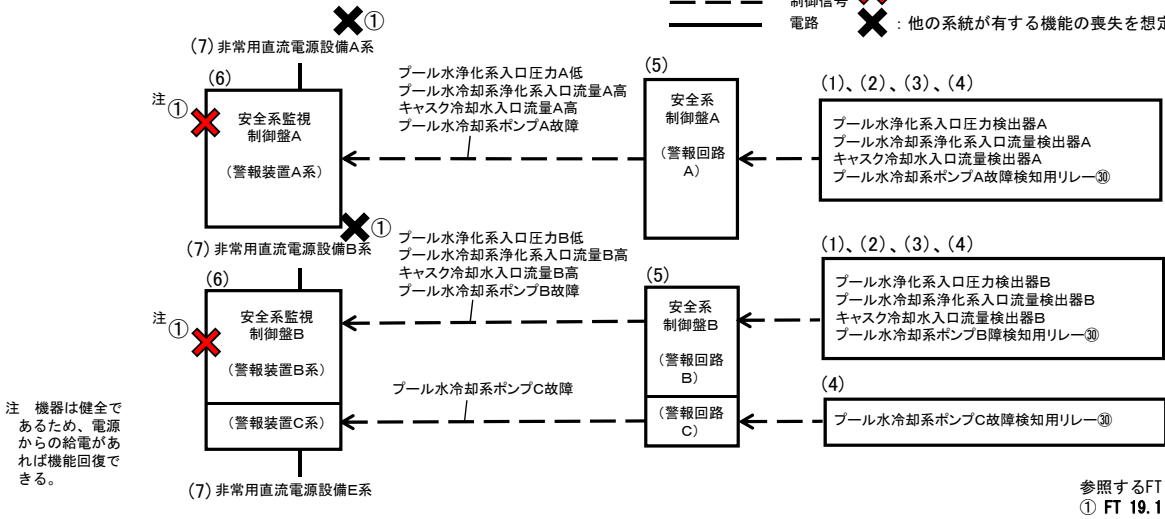 制御信号
電路 : 他の系統が有する機能の喪失を想定
①
(7) 非常用直流電源設備A系
(6)
注 ①
安全系監視
制御盤A
(警報装置A系)
プール水浄化系入口圧力A低
プール水冷却系浄化系入口流量A高
キャスク冷却水入口流量A高
プール水冷却系ポンプA故障
(5)
安全系
制御盤A
(警報回路
A)
(1)、(2)、(3)、(4)
プール水浄化系入口圧力検出器A
プール水冷却系浄化系入口流量検出器A
キャスク冷却水入口流量検出器A
プール水冷却系ポンプA故障検知用リレー㉚
①
(7) 非常用直流電源設備B系
(6)
注 ①
安全系監視
制御盤B
(警報装置B系)
(警報装置C系)
プール水浄化系入口圧力B低
プール水冷却系浄化系入口流量B高
キャスク冷却水入口流量B高
プール水冷却系ポンプB故障
プール水冷却系ポンプC故障
(5)
安全系
制御盤B
(警報回路
B)
(警報回路
C)
(1)、(2)、(3)、(4)
プール水浄化系入口圧力検出器B
プール水冷却系浄化系入口流量検出器B
キャスク冷却水入口流量検出器B
プール水冷却系ポンプB障検知用リレー㉚
(4)
プール水冷却系ポンプC故障検知用リレー㉚
注 機器は健全で
あるため、電源
からの給電があ
れば機能回復で
きる。
(7) 非常用直流電源設備E系
参照するFT
① FT 19.1